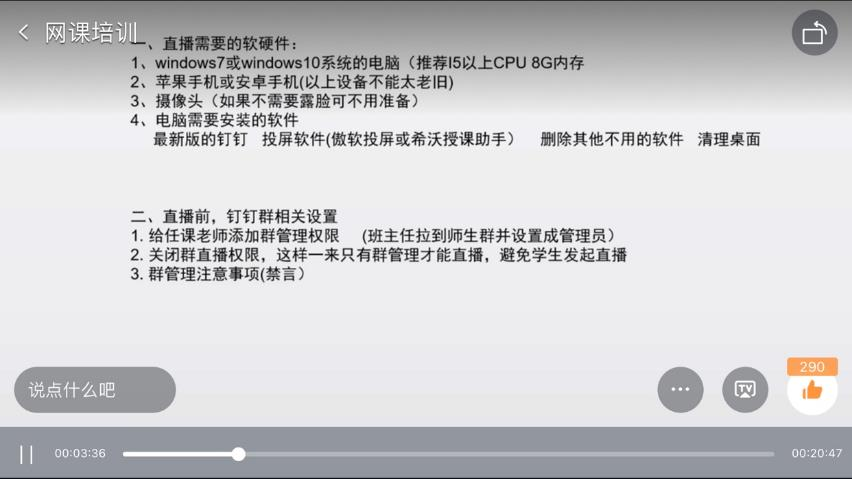 网课培训
一、直播需要的软硬件：
1、windows7或windows10系统的电脑（推荐I5以上CPU 8G内存
2、苹果手机或安卓手机(以上设备不能太老旧)
3、摄像头（如果不需要露脸可不用准备）
4、电脑需要安装的软件
最新版的钉钉 投屏软件(傲软投屏或希沃授课助手） 删除其他不用的软件 清理桌面
二、直播前，钉钉群相关设置
1. 给任课老师添加群管理权限 (班主任拉到师生群并设置成管理员）
2. 关闭群直播权限，这样一来只有群管理才能直播，避免学生发起直播
3. 群管理注意事项(禁言）
290
说点什么吧
TV
00:03:36
00:20:47